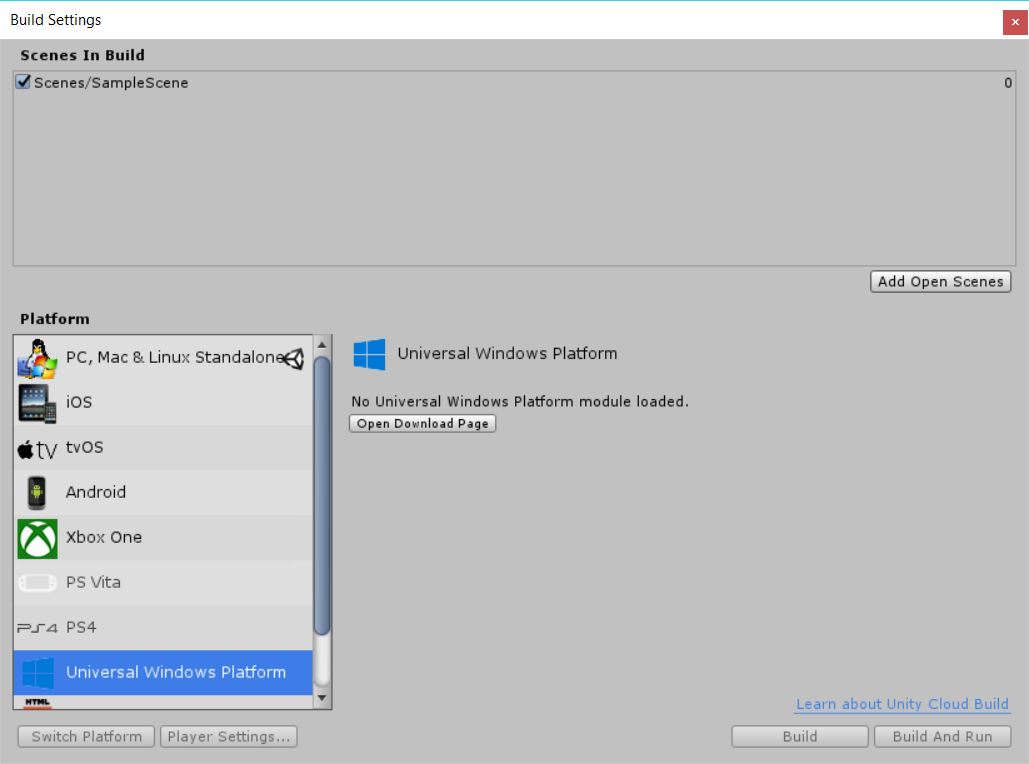 Build Settings
Scenes In Build
Scenes/SampleScene 0
Add Open Scenes
Platform
PC, Mac & Linux Standalone
iOS
tv tvOS
Android
Xbox One
PS Vita
PS4 PS4
Universal Windows Platform
HTML
Universal Windows Platform
No Universal Windows Platform module loaded.
Open Download Page
Learn about Unity Cloud Build
Switch Platform Player Settings... Build Build And Run